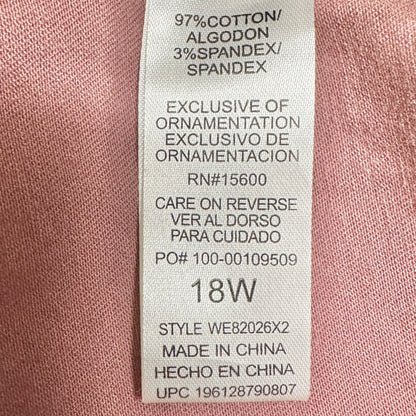 97%COTTON/
ALGODON
3%SPANDEX/
SPANDEX
EXCLUSIVE OF
ORNAMENTATION
EXCLUSIVO DE
ORNAMENTACION
RN#15600
CARE ON REVERSE
VER AL DORSO
PARA CUIDADO
PO# 100-00109509
18W
STYLE WE82026X2
MADE IN CHINA
HECHO EN CHINA
UPC 196128790807